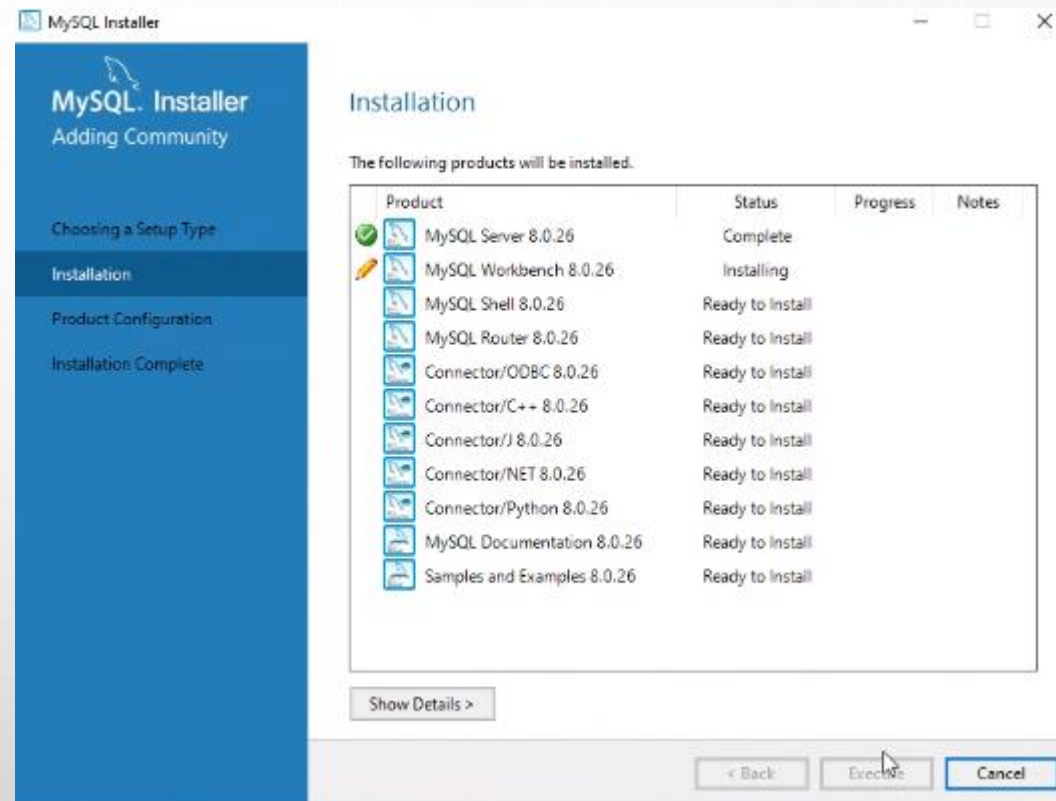 MySQL Installer
MySQL. Installer
Adding Community
Choosing a Setup Type
Installation
Product Configuration
Installation Complete
Installation
The following products will be installed.
Product Status Progress Notes
MySQL Server 8.0.26 Complete
MySQL Workbench 8.0.26 Installing
MySQL Shell 8.0.26 Ready to Install
MySQL Router 8.0.26 Ready to Install
Connector/ODBC 8.0.26 Ready to Install
Connector/C++ 8.0.26 Ready to Install
Connector/J 8.0.26 Ready to Install
Connector/NET 8.0.26 Ready to Install
Connector/Python 8.0.26 Ready to Install
MySQL Documentation 8.0.26 Ready to Install
Samples and Examples 8.0.26 Ready to Install
Show Details >
< Back Execute Cancel